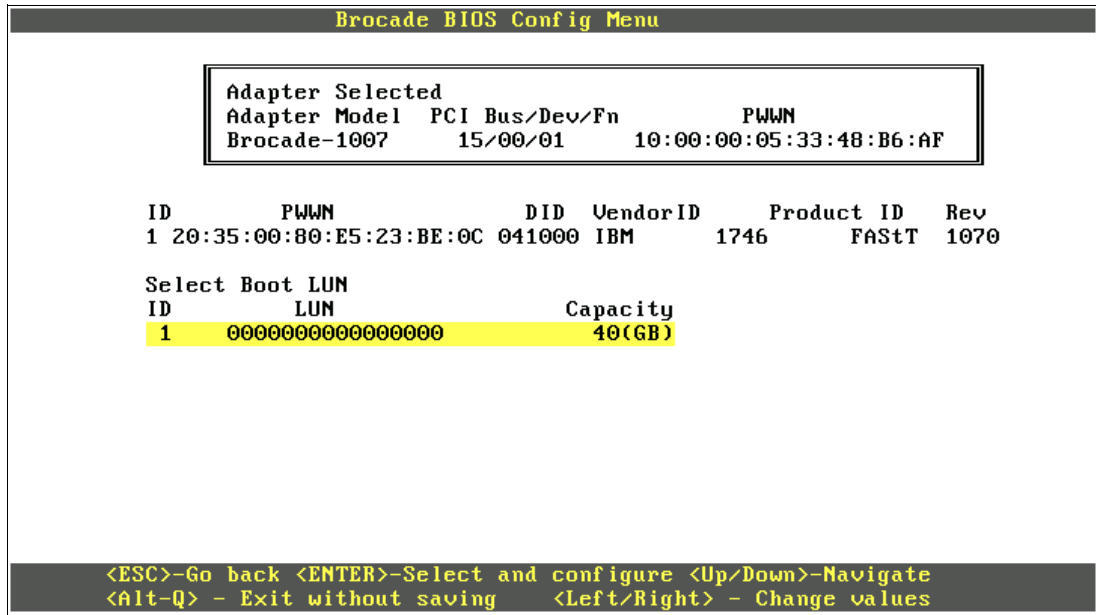 Brocade BIOS Config Menu
Adapter Selected
Adapter Model PCI Bus/Dev/Fn PWWN
Brocade-1007 15/00/01 10:00:00:05:33:48:B6:AF
ID PWWN DID VendorID Product ID Rev
1 20:35:00:80:E5:23:BE:0C 041000 IBM 1746 FAStT 1070
Select Boot LUN
ID LUN Capacity
1 0000000000000000 40(GB)
<ESC>-Go back <ENTER>-Select and configure <Up/Down>-Navigate
<Alt-Q> - Exit without saving <Left/Right> - Change values